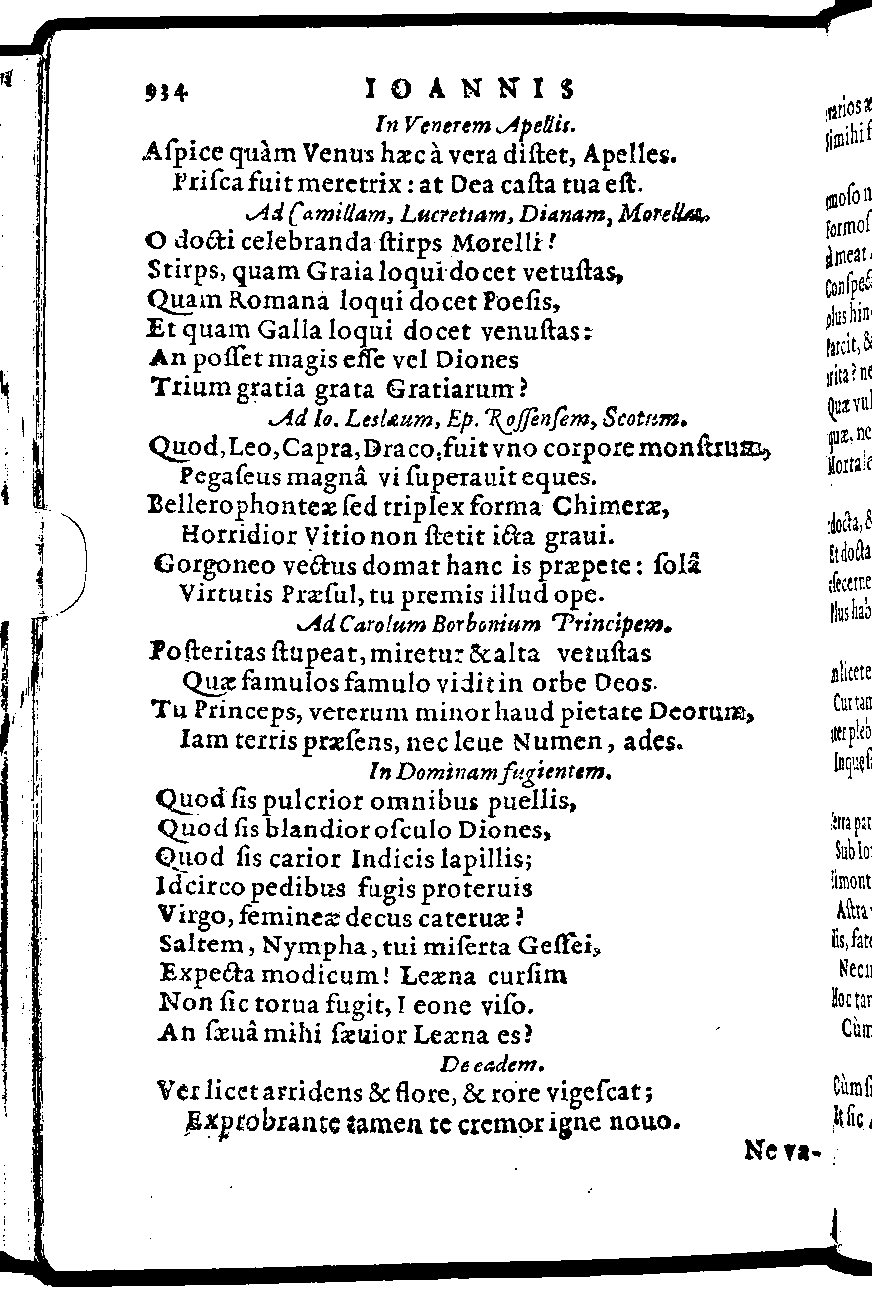 934 IOANNIS
In Venerem Apellis.
Aſpice quàm Venus hæc à vera diſtet, Apelles.
Priſca fuit meretrix: at Dea caſta tua eſt.
Ad Camillam, Lucretiam, Dianam, Morellas.
O docti celebranda ſtirps Morelli!
Stirps, quam Graia loqui docet vetuſtas,
Quam Romana loqui docet Poeſis,
Et quam Galla loqui docet venuſtas:
An poſſet magis eſſe vel Diones
Trium gratia grata Gratiarum?
Ad Io. Leslæum, Ep. Roſſenſem, Scotum.
Quod, Leo, Capra, Draco, fuit vno corpore monſtrum,
Pegaſeus magnâ vi ſuperauit eques.
Bellerophonteæ ſed triplex forma Chimeræ,
Horridior Vitio non ſtetit icta graui.
Gorgoneo vectus domat hanc is præpete: ſolâ
Virtutis Præſul, tu premis illud ope.
Ad Carolum Borbonium Principem.
Poſteritas ſtupeat, miretur & alta vetuſtas
Quæ famulos famulo vidit in orbe Deos.
Tu Princeps, veterum minor haud pietate Deorum,
Iam terris præſens, nec leue Numen, ades.
In Dominam fugientem.
Quod ſis pulcrior omnibus puellis,
Quod ſis blandior oſculo Diones,
Quod ſis carior Indicis lapillis;
Idcirco pedibus fugis proteruis
Virgo, femineæ decus cateruæ?
Saltem, Nympha, tui miſerta Geſſei,
Expecta modicum! Leæna curſim
Non ſic torua fugit, Leone viſo.
An ſæuâ mihi ſæuior Leæna es?
De eadem.
Ver licet arridens & flore, & rore vigeſcat;
Exprobrante tamen te cremor igne nouo.
Ne va-